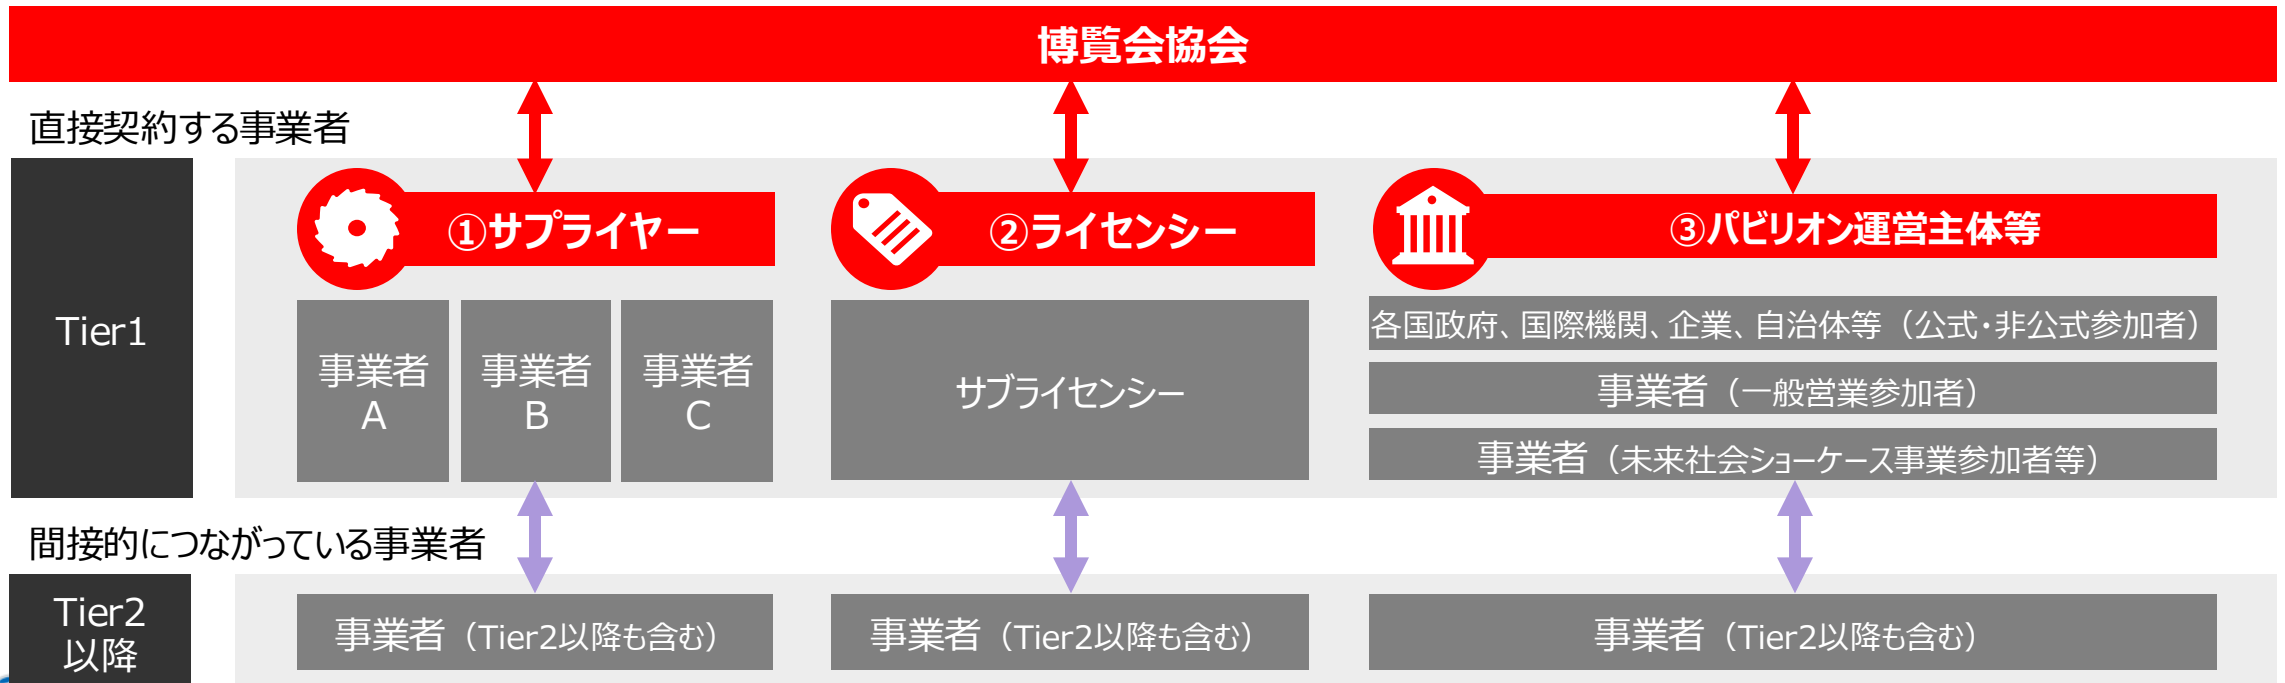 博覧会協会
直接契約する事業者
Tier1
①サプライヤー
事業者
A
事業者
B
事業者
C
②ライセンシー
サブライセンシー
③パビリオン運営主体等
各国政府、国際機関、企業、自治体等（公式・非公式参加者）
事業者（一般営業参加者）
事業者（未来社会ショーケース事業参加者等）
間接的につながっている事業者
Tier2
以降
事業者（Tier2以降も含む）
事業者（Tier2以降も含む）
事業者（Tier2以降も含む）